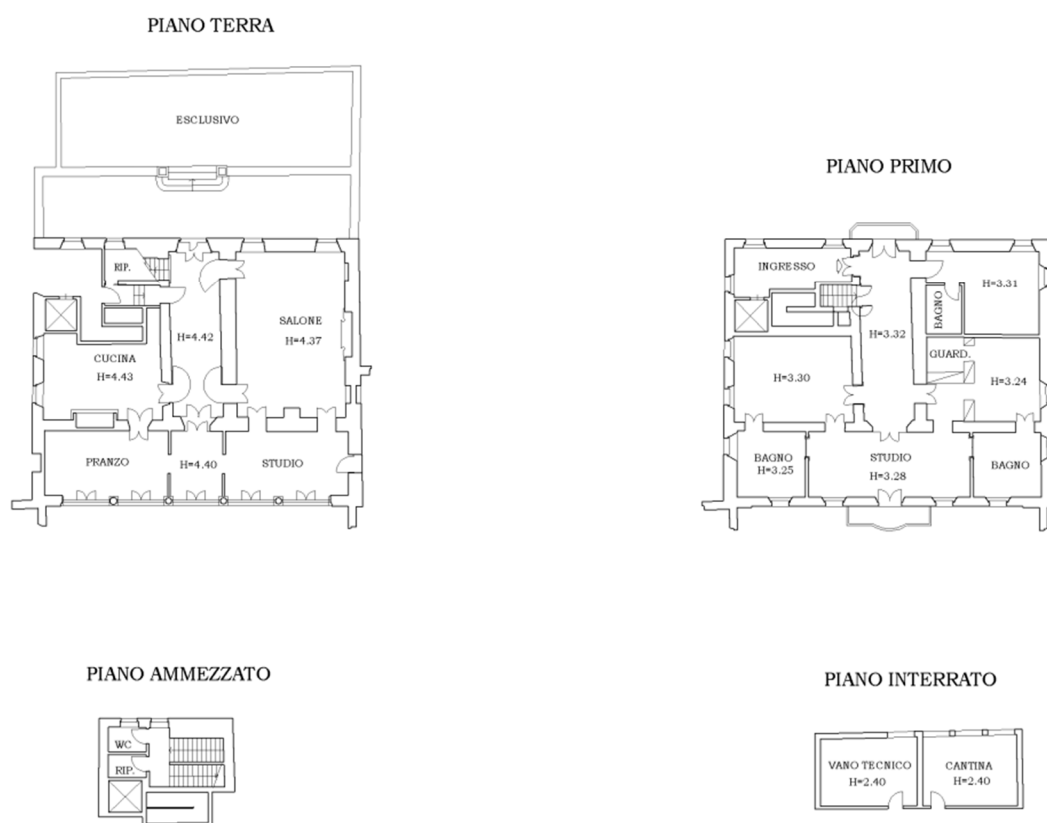 PIANO TERRA
ESCLUSIVO
RIP.
SALONE
H=4.37
H=4.42
CUCINA
H=4.43
PRANZO
H=4.40
STUDIO
PIANO PRIMO
INGRESSO
H=3.31
BAGNO
H=3.32
GUARD.
H=3.30
H=3.24
BAGNO
H=3.25
STUDIO
H=3.28
BAGNO
PIANO AMMEZZATO
WC
RIP.
PIANO INTERRATO
VANO TECNICO
H=2.40
CANTINA
H=2.40